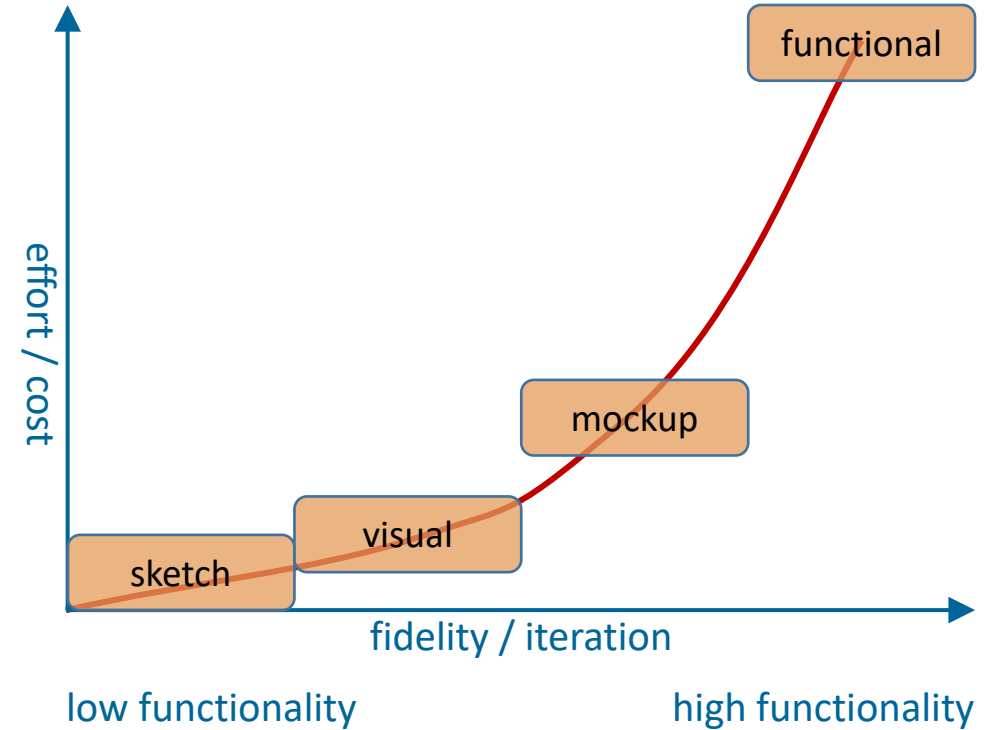 functional
effort / cost
mockup
visual
sketch
fidelity / iteration
low functionality
high functionality